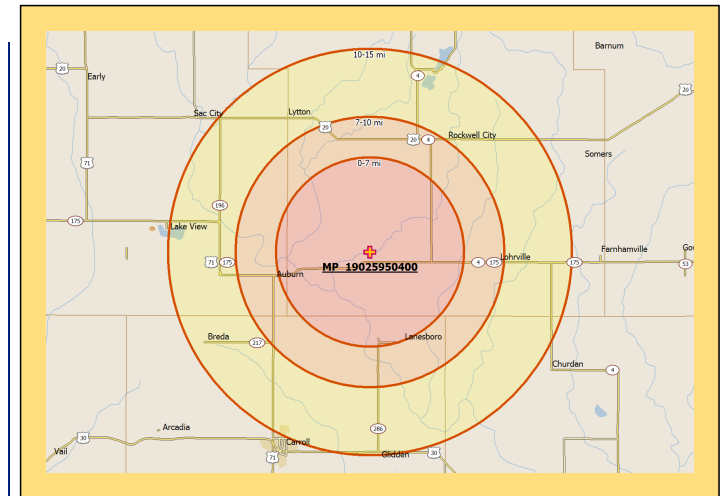 10-15 mi
Barnum
20
Early
4
20
Sac City
Lytton
7-10 mi
20
20
4
Rockwell City
Somers
71
0-7 mi
196
175
Lake View
71
175
MP 19025950400
4
175
Lohrville
175
Farnhamville
Gow
53
Auburn
Breda
217
Lanesboro
Churdan
4
Arcadia
286
Vail
30
Carroll
71
Glidden
30